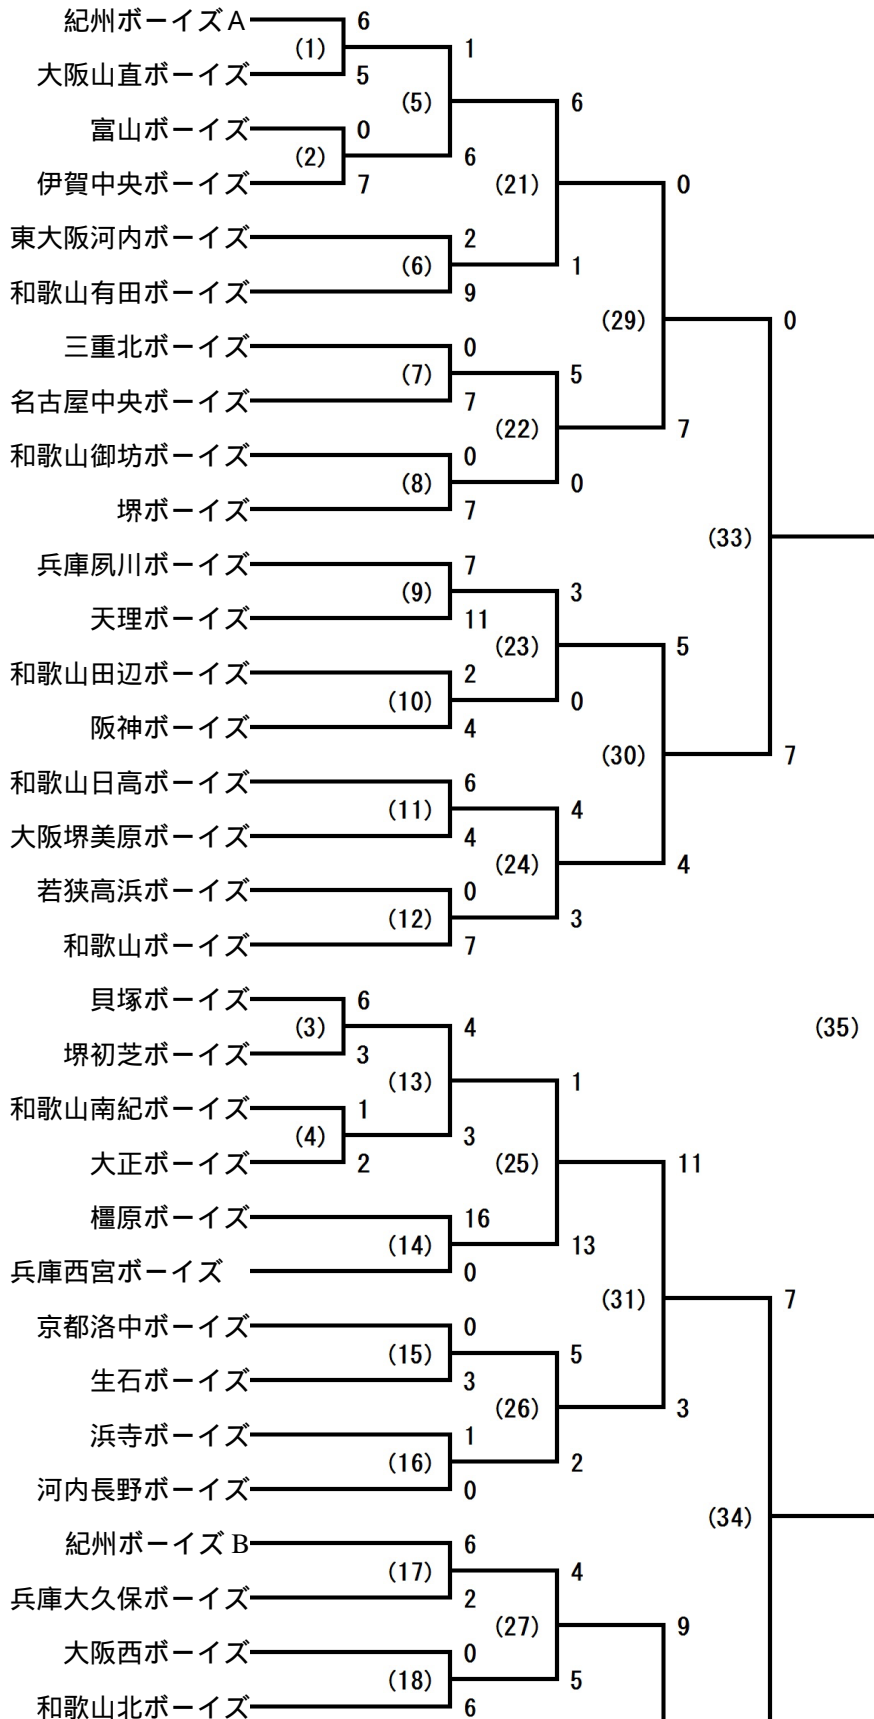 紀州ボーイズA 6
(1) 1
大阪山直ボーイズ 5
(5) 6
富山ボーイズ 0
(2) 6
伊賀中央ボーイズ 7
(21) 0
東大阪河内ボーイズ 2
(6) 1
和歌山有田ボーイズ 9
(29) 0
三重北ボーイズ 0
(7) 5
名古屋中央ボーイズ 7
(22) 7
和歌山御坊ボーイズ 0
(8) 0
堺ボーイズ 7
(33)
兵庫夙川ボーイズ 7
(9) 3
天理ボーイズ 11
(23) 5
和歌山田辺ボーイズ 2
(10) 0
阪神ボーイズ 4
(30) 7
和歌山日高ボーイズ 6
(11) 4
大阪堺美原ボーイズ 4
(24) 4
若狭高浜ボーイズ 0
(12) 3
和歌山ボーイズ 7
貝塚ボーイズ 6
(3) 4 (35)
堺初芝ボーイズ 3
(13) 1
和歌山南紀ボーイズ 1
(4) 3
大正ボーイズ 2
(25) 11
橿原ボーイズ 16
(14) 13
兵庫西宮ボーイズ 0
(31) 7
京都洛中ボーイズ 0
(15) 5
生石ボーイズ 3
(26) 3
浜寺ボーイズ 1
(16) 2
河内長野ボーイズ 0
(34)
紀州ボーイズB 6
(17) 4
兵庫大久保ボーイズ 2
(27) 9
大阪西ボーイズ 0
(18) 5
和歌山北ボーイズ 6